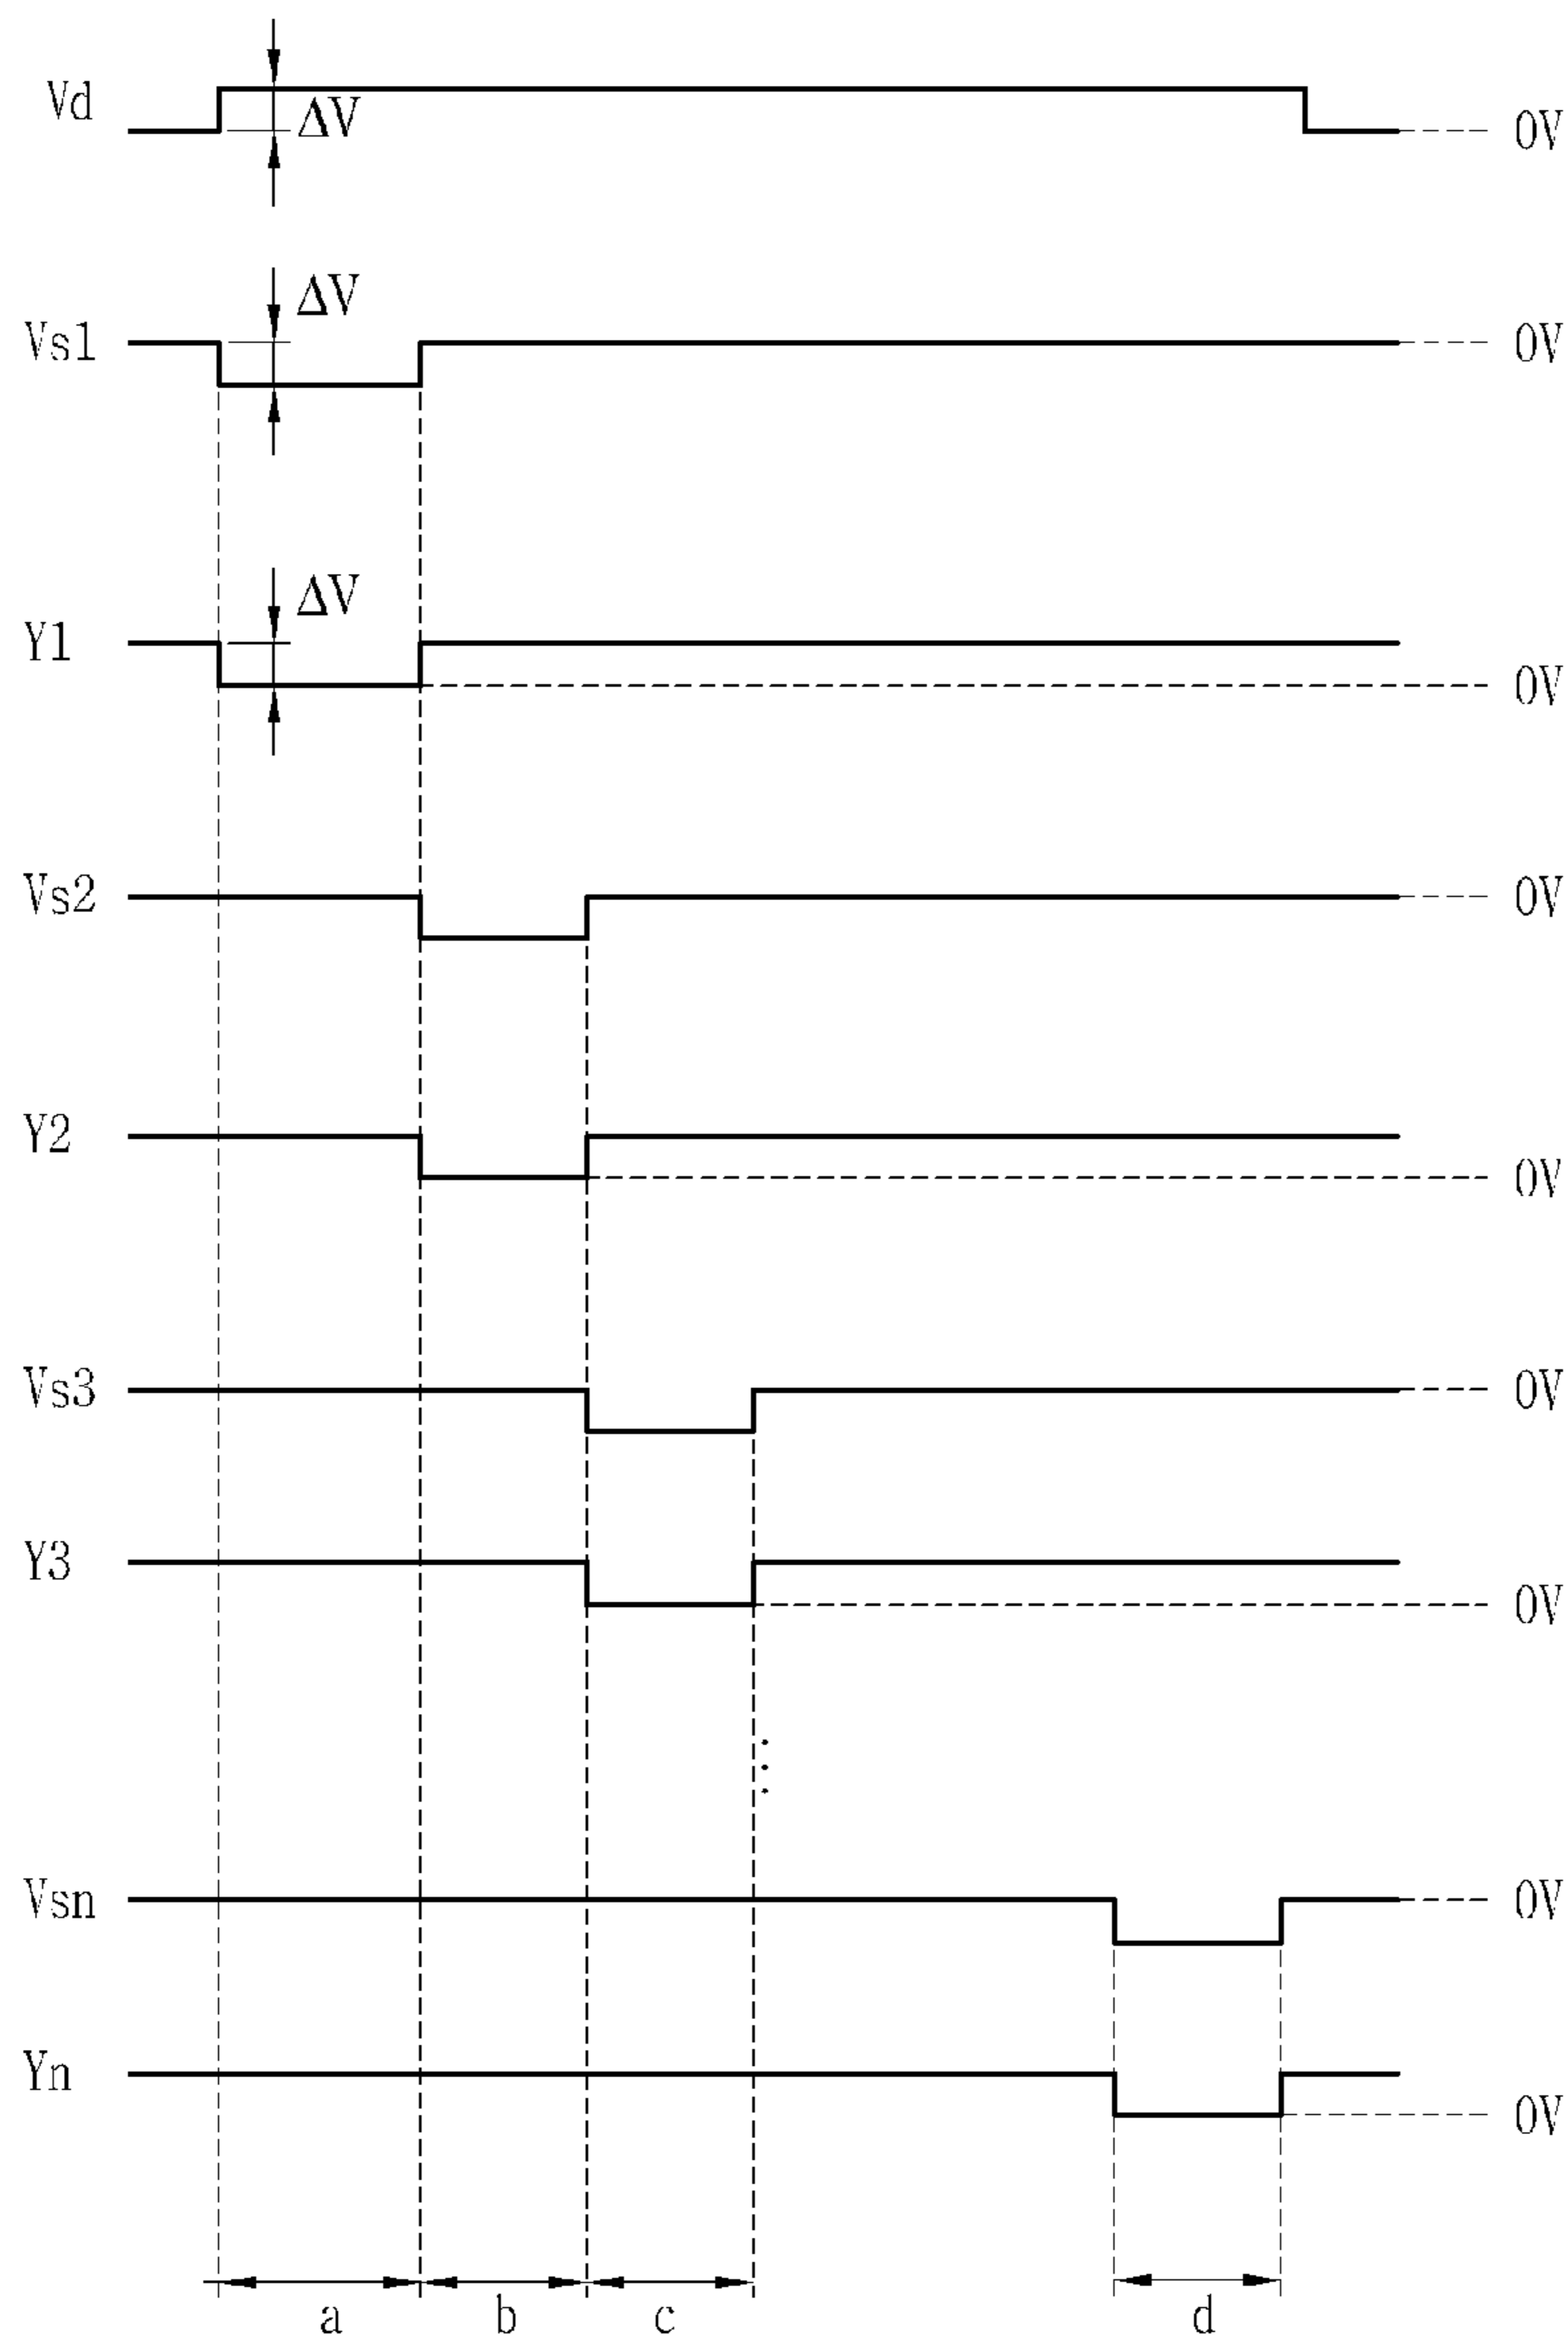 Vd ΔV 0V
ΔV
Vs1 0V
ΔV
Y1 0V
Vs2 0V
Y2 0V
Vs3 0V
Y3 0V
Vsn 0V
Yn 0V
a b c d